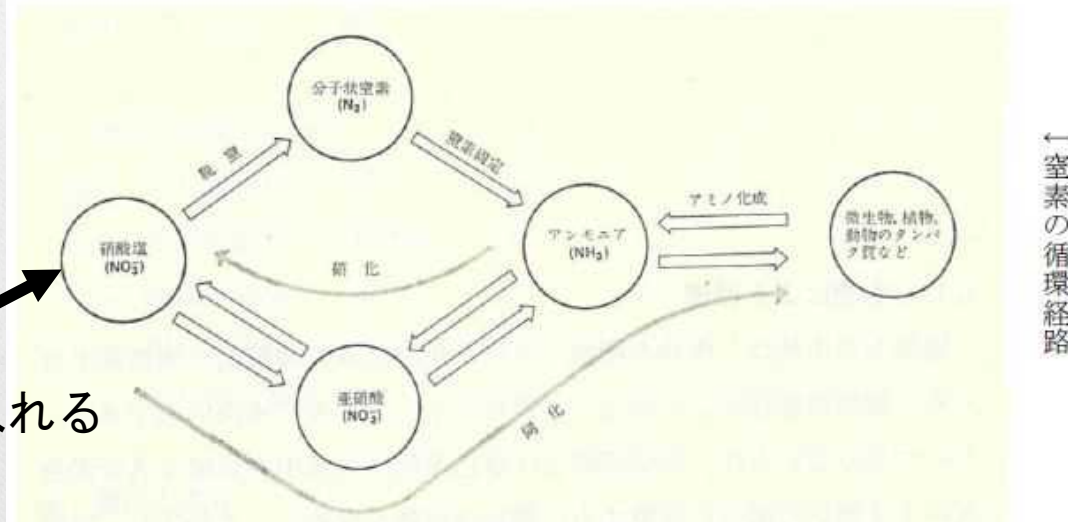 分子状窒素
(N₂)
脱窒
窒素固定
硝酸塩
(NO₃⁻)
アンモニア
(NH₃)
アミノ化成
微生物,植物,
動物のタンパ
ク質など
硝化
亜硝酸
(NO₂⁻)
同化
れる
←窒素の循環経路